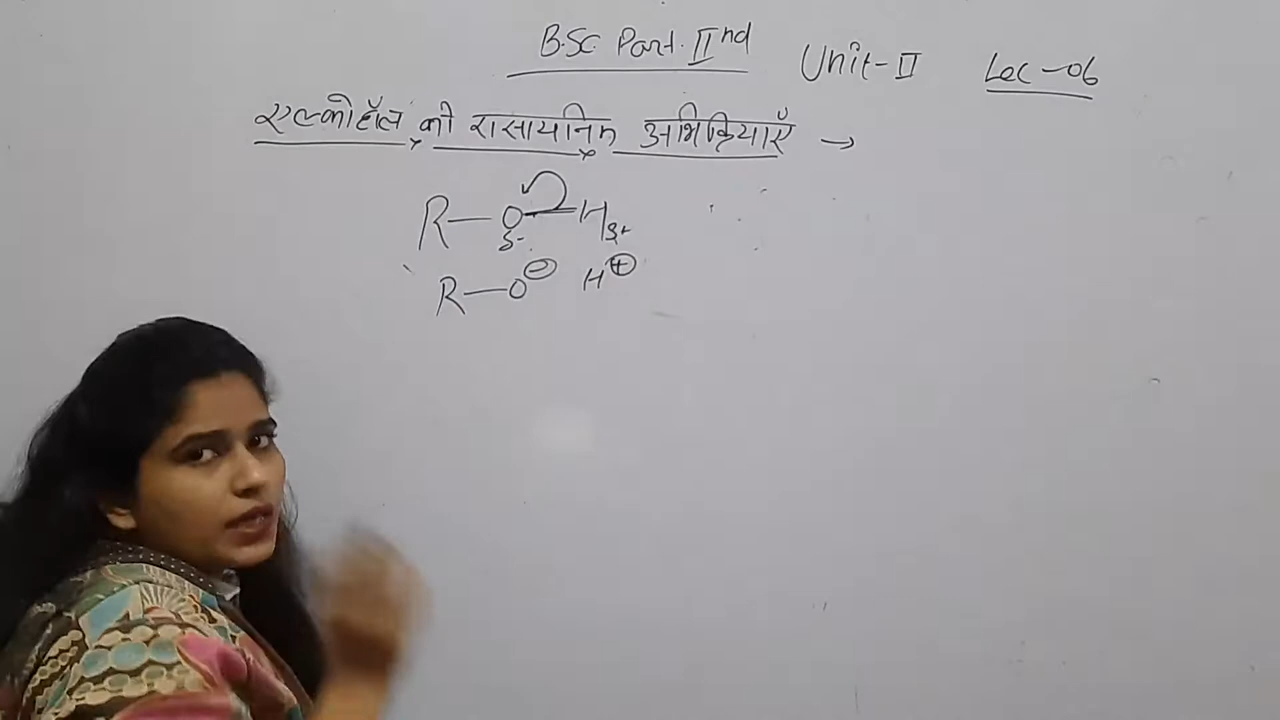 B.Sc. Part. IInd Unit-II Lec-06
एल्कोहॉल की रासायनिक अभिक्रियाएँ →
R—O—H δ- δ+
R—O⊖ H⊕